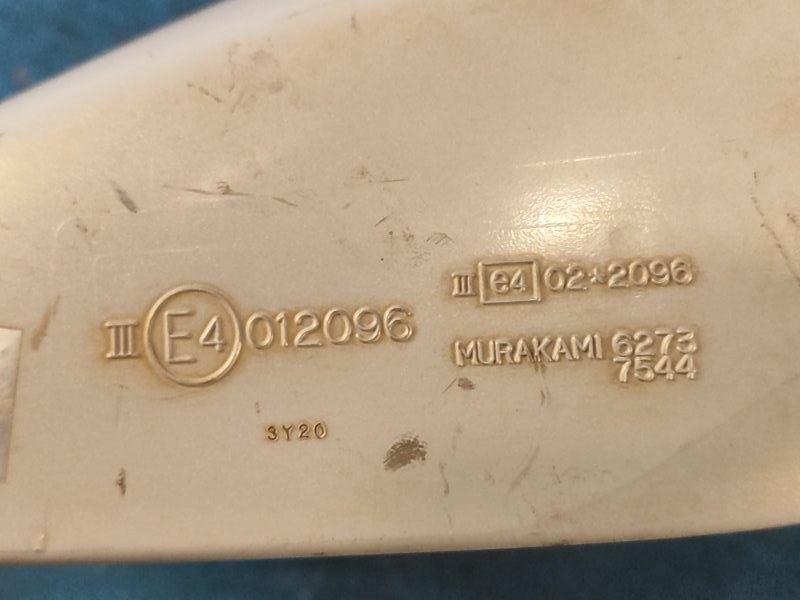 III E4 012096
III e4 02*2096
MURAKAMI 6273
7544
3Y20